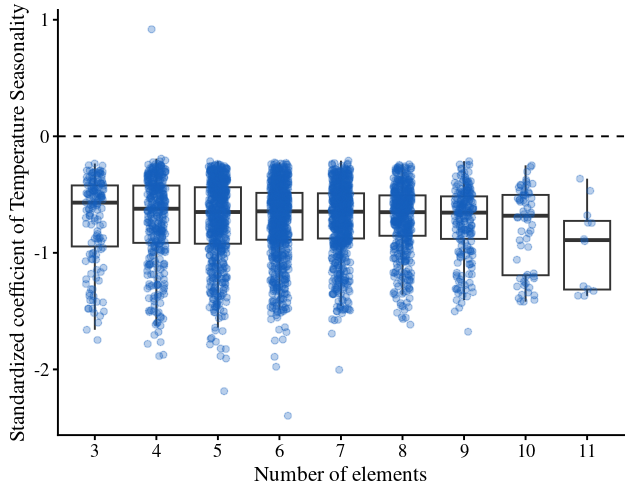 Standardized coefficient of Temperature Seasonality
1
0
-1
-2
3 4 5 6 7 8 9 10 11
Number of elements